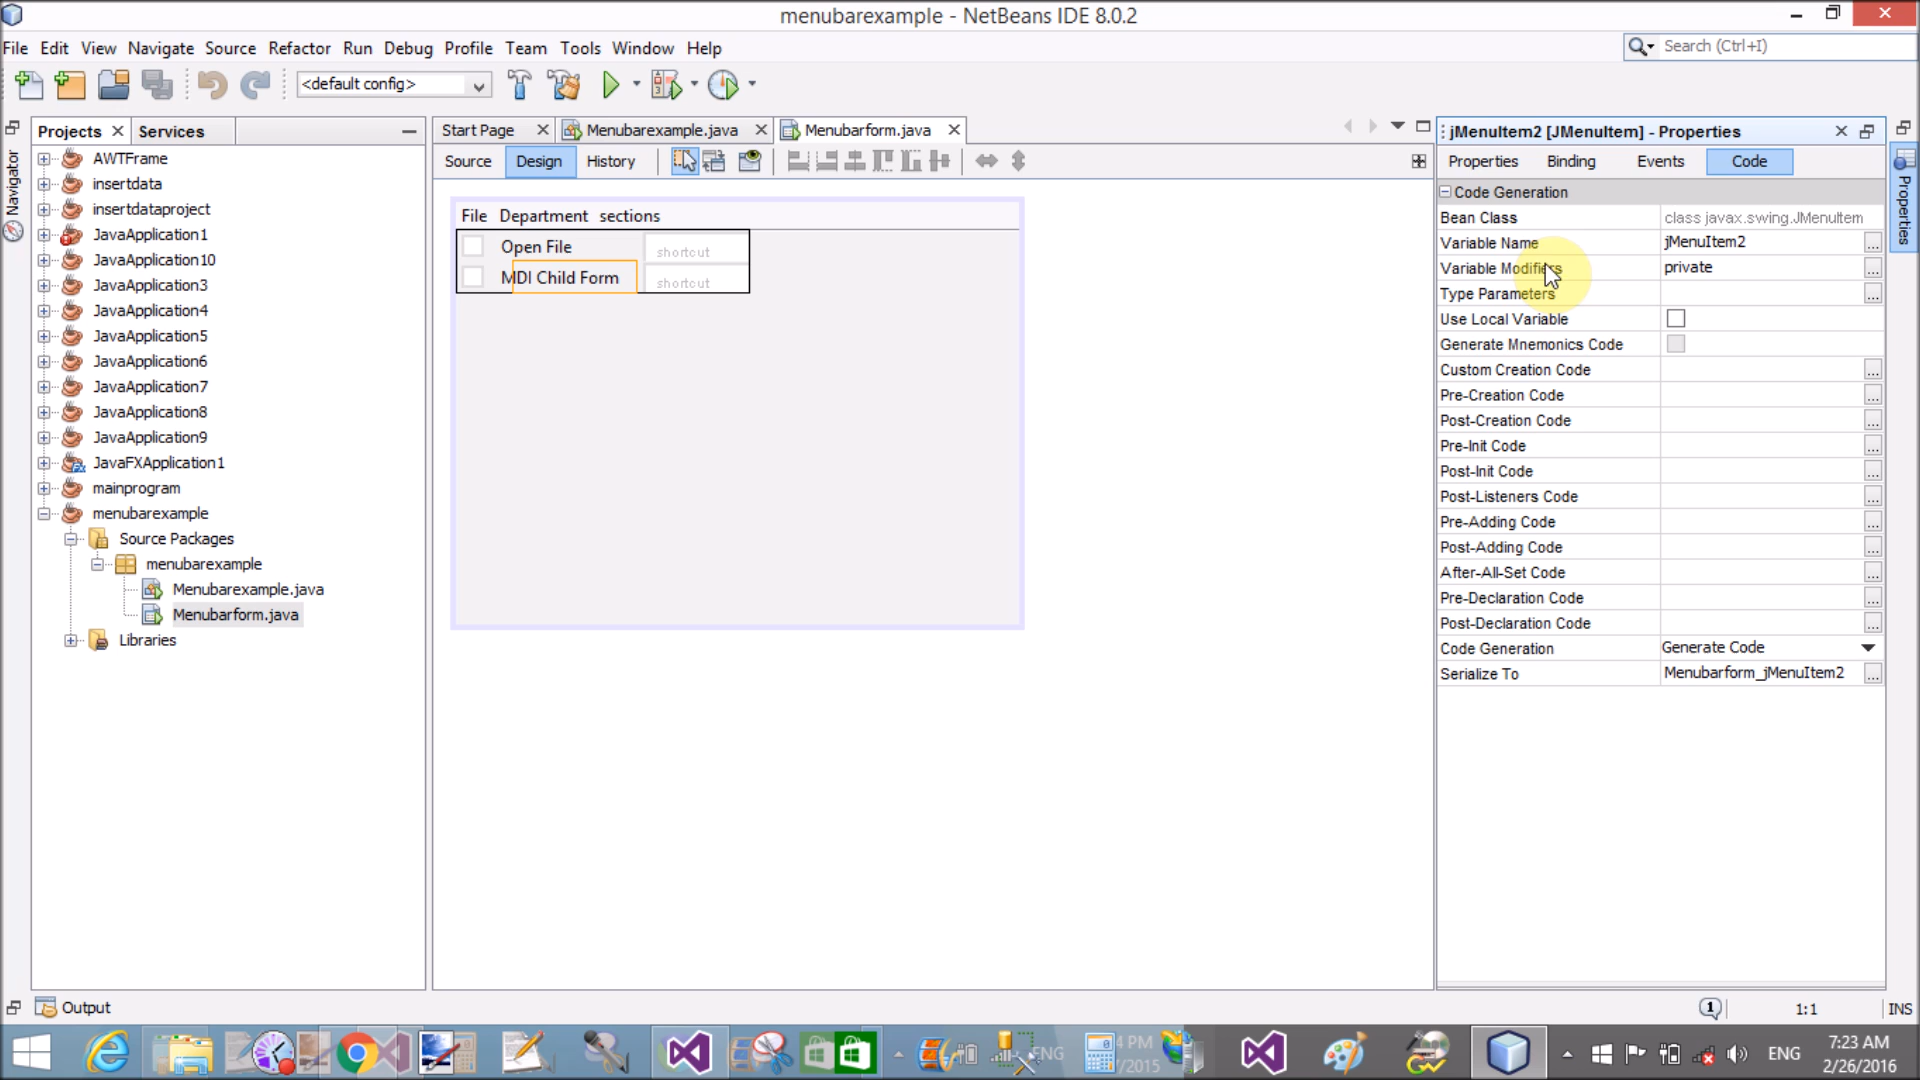 menubarexample - NetBeans IDE 8.0.2
File Edit View Navigate Source Refactor Run Debug Profile Team Tools Window Help
Search (Ctrl+I)
<default config>
Projects
Services
Start Page
Menubarexample.java
Menubarform.java
jMenuItem2 [JMenuItem] - Properties
Source Design History
Properties Binding Events Code
Navigator
Properties
AWTFrame
insertdata
insertdataproject
JavaApplication1
JavaApplication10
JavaApplication3
JavaApplication4
JavaApplication5
JavaApplication6
JavaApplication7
JavaApplication8
JavaApplication9
JavaFXApplication1
mainprogram
menubarexample
Source Packages
menubarexample
Menubarexample.java
Menubarform.java
Libraries
File Department sections
Open File shortcut
MDI Child Form shortcut
Code Generation
Bean Class class javax.swing.JMenuItem
Variable Name jMenuItem2 ...
Variable Modifiers private ...
Type Parameters ...
Use Local Variable
Generate Mnemonics Code
Custom Creation Code ...
Pre-Creation Code ...
Post-Creation Code ...
Pre-Init Code ...
Post-Init Code ...
Post-Listeners Code ...
Pre-Adding Code ...
Post-Adding Code ...
After-All-Set Code ...
Pre-Declaration Code ...
Post-Declaration Code ...
Code Generation Generate Code
Serialize To Menubarform_jMenuItem2 ...
Output
1 1:1 INS
ENG
4 PM
/2015
ENG
7:23 AM
2/26/2016